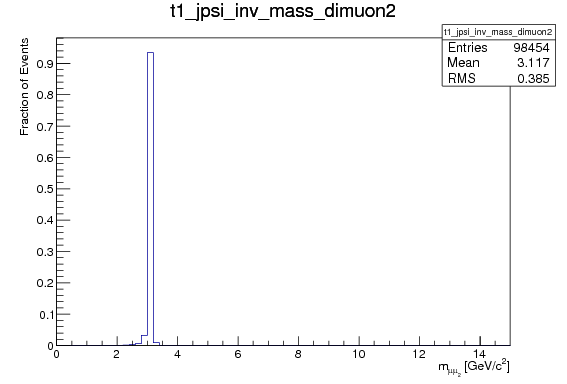 t1_jpsi_inv_mass_dimuon2
t1_jpsi_inv_mass_dimuon2
Entries 98454
Mean 3.117
RMS 0.385
Fraction of Events
0.9
0.8
0.7
0.6
0.5
0.4
0.3
0.2
0.1
0
0 2 4 6 8 10 12 14
mμμ2 [GeV/c²]